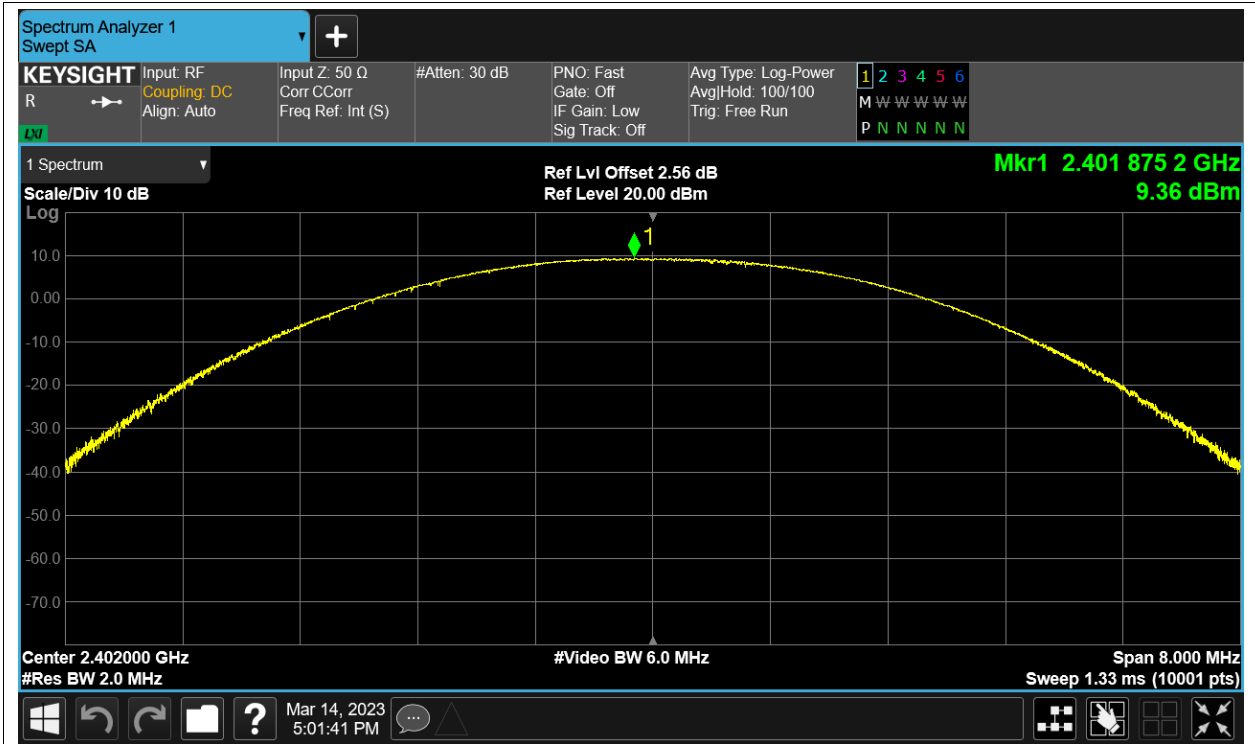 Spectrum Analyzer 1
Swept SA
KEYSIGHT
R
LXI
Input: RF
Coupling: DC
Align: Auto
Input Z: 50 Ω
Corr CCorr
Freq Ref: Int (S)
#Atten: 30 dB
PNO: Fast
Gate: Off
IF Gain: Low
Sig Track: Off
Avg Type: Log-Power
Avg|Hold: 100/100
Trig: Free Run
1 2 3 4 5 6
M W W W W W
P N N N N N
1 Spectrum
Scale/Div 10 dB
Log
Ref Lvl Offset 2.56 dB
Ref Level 20.00 dBm
Mkr1 2.401 875 2 GHz
9.36 dBm
1
10.0
0.00
-10.0
-20.0
-30.0
-40.0
-50.0
-60.0
-70.0
Center 2.402000 GHz
#Res BW 2.0 MHz
#Video BW 6.0 MHz
Span 8.000 MHz
Sweep 1.33 ms (10001 pts)
?
Mar 14, 2023
5:01:41 PM